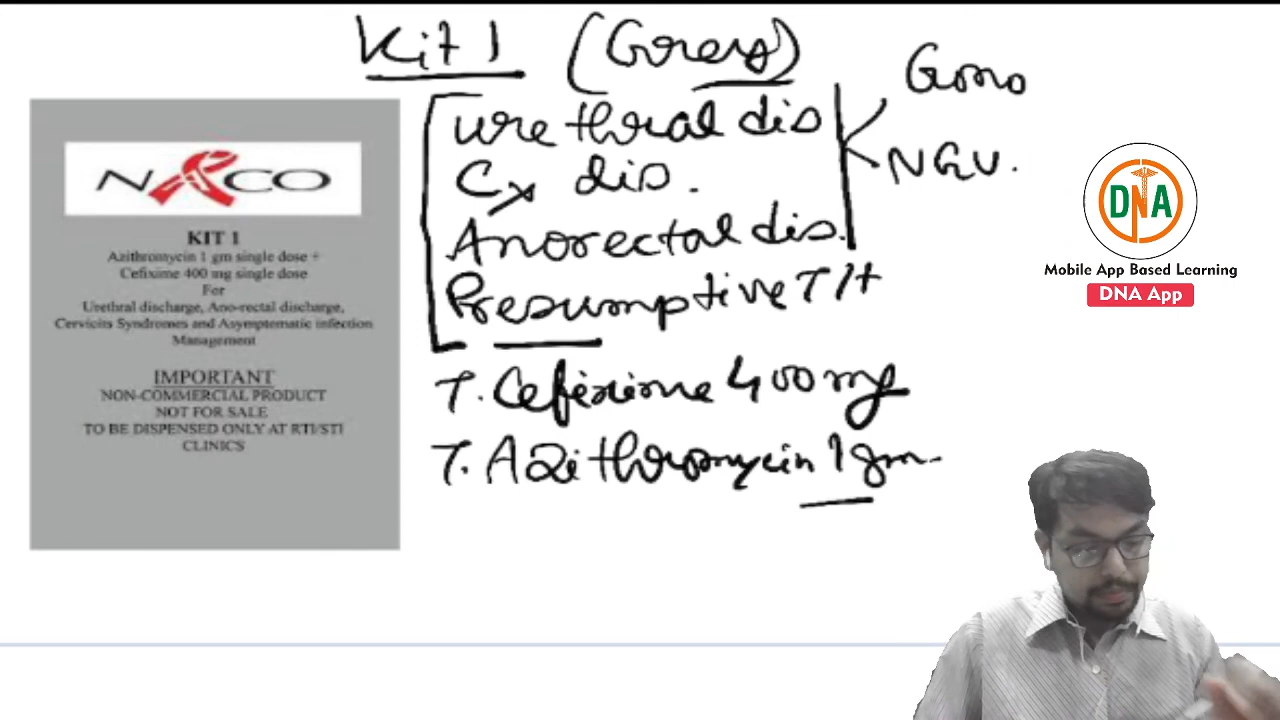 Kit 1 (Grey)
Urethral dis
Cx dis.
Anorectal dis.
Presumptive T/t
Gono
NGU.
T. Cefixime 400 mg
T. Azithromycin 1 gm.
NACO
KIT 1
Azithromycin 1 gm single dose +
Cefixime 400 mg single dose
For
Urethral discharge, Ano-rectal discharge,
Cervicits Syndromes and Asymptematic infection
Management
IMPORTANT
NON-COMMERCIAL PRODUCT
NOT FOR SALE
TO BE DISPENSED ONLY AT RTI/STI
CLINICS
DNA
Mobile App Based Learning
DNA App